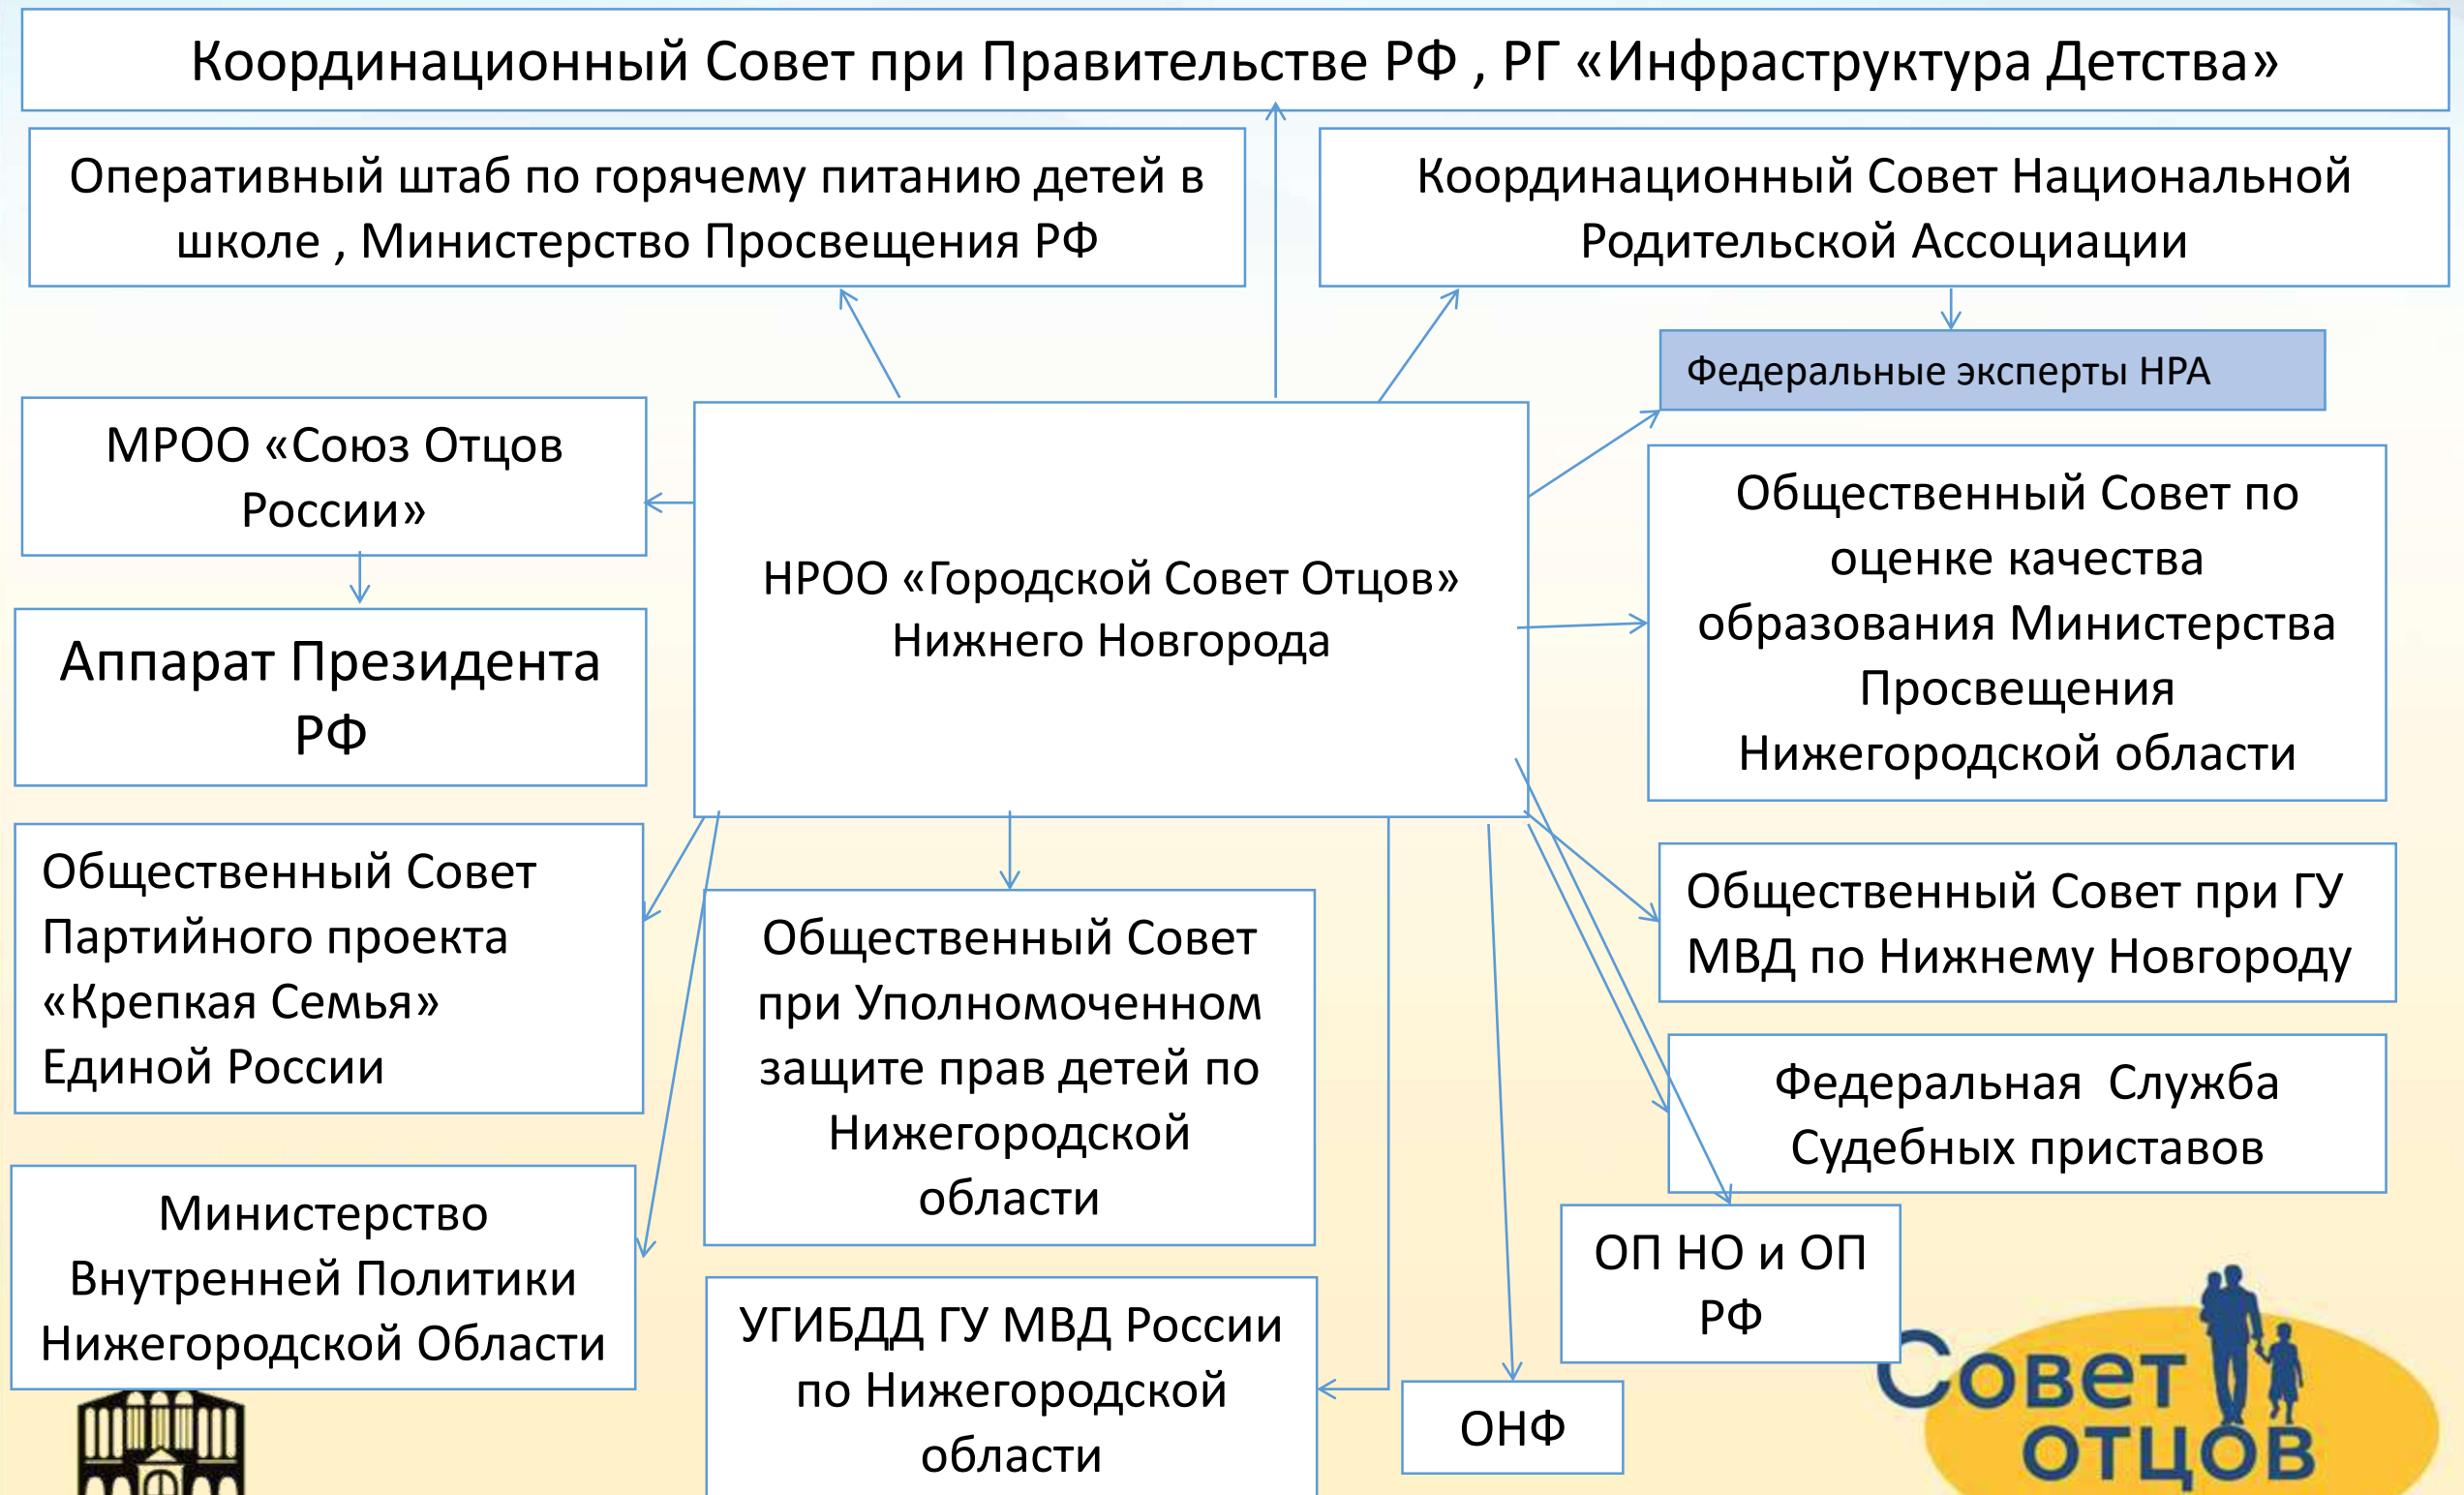 Координационный Совет при Правительстве РФ , РГ «Инфраструктура Детства»
Оперативный штаб по горячему питанию детей в
школе , Министерство Просвещения РФ
Координационный Совет Национальной
Родительской Ассоциации
Федеральные эксперты НРА
МРОО «Союз Отцов
России»
НРОО «Городской Совет Отцов»
Нижнего Новгорода
Общественный Совет по
оценке качества
образования Министерства
Просвещения
Нижегородской области
Аппарат Президента
РФ
Общественный Совет
Партийного проекта
«Крепкая Семья»
Единой России
Общественный Совет
при Уполномоченном
защите прав детей по
Нижегородской
области
Общественный Совет при ГУ
МВД по Нижнему Новгороду
Федеральная Служба
Судебных приставов
Министерство
Внутренней Политики
Нижегородской Области
УГИБДД ГУ МВД России
по Нижегородской
области
ОП НО и ОП
РФ
ОНФ
Совет
отцов